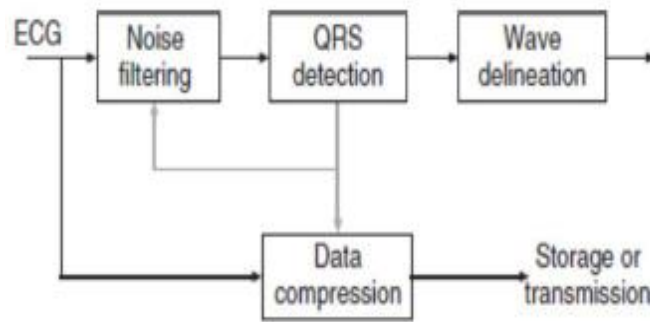 ECG
Noise
filtering
QRS
detection
Wave
delineation
Data
compression
Storage or
transmission